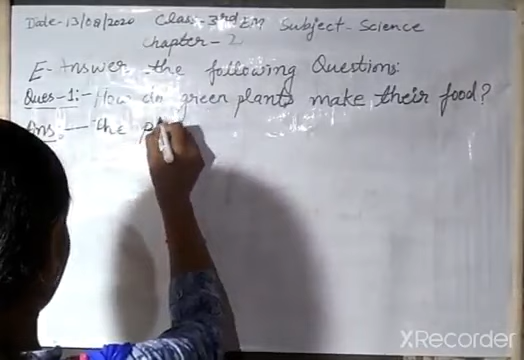 Date-13/08/2020 Class-3rd EM Subject-Science
Chapter-2
E- Answer the following Questions:
Ques-1:- How do green plants make their food?
Ans:- The pl
XRecorder